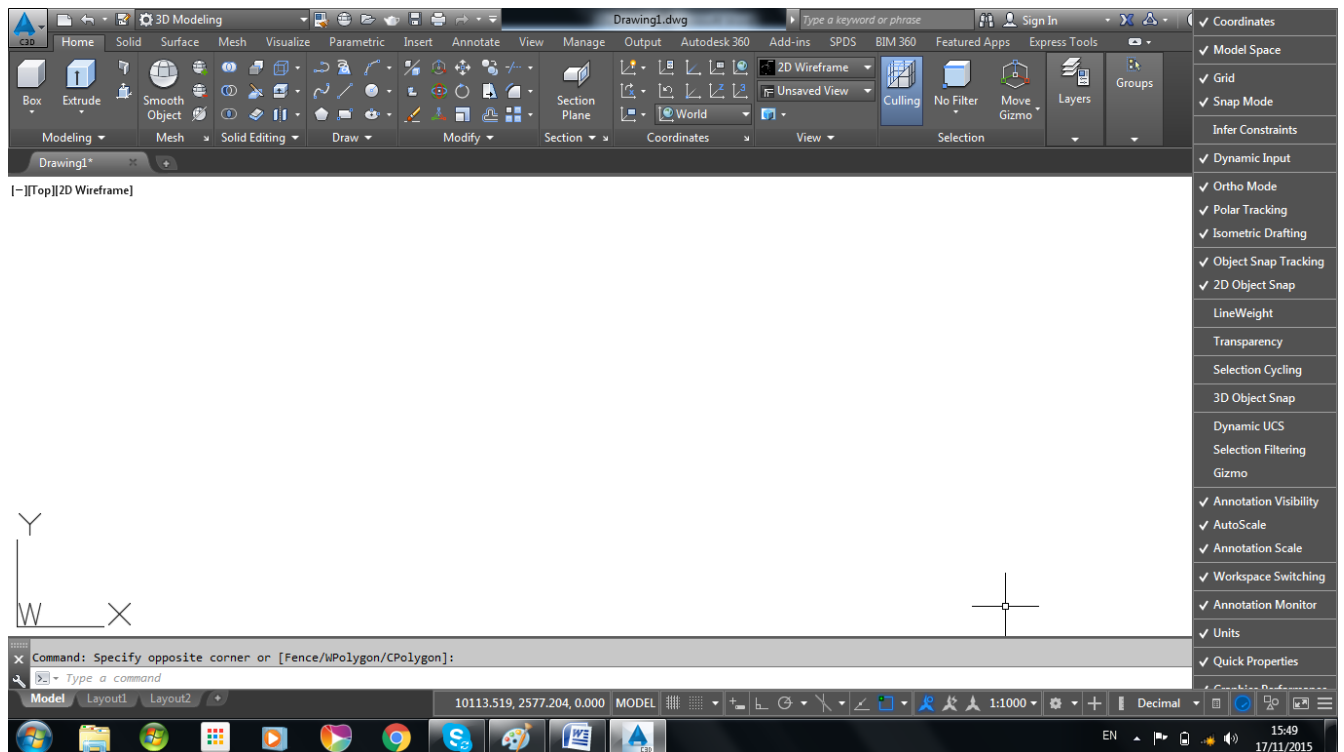 3D Modeling
Drawing1.dwg
Type a keyword or phrase
Sign In
C3D
Home Solid Surface Mesh Visualize Parametric Insert Annotate View Manage Output Autodesk 360 Add-ins SPDS BIM 360 Featured Apps Express Tools
2D Wireframe
Unsaved View
World
Box
Extrude
Smooth
Object
Section
Plane
Culling
No Filter
Move
Gizmo
Layers
Groups
Modeling Mesh Solid Editing Draw Modify Section Coordinates View Selection
Drawing1*
[−][Top][2D Wireframe]
Y
W X
Coordinates
Model Space
Grid
Snap Mode
Infer Constraints
Dynamic Input
Ortho Mode
Polar Tracking
Isometric Drafting
Object Snap Tracking
2D Object Snap
LineWeight
Transparency
Selection Cycling
3D Object Snap
Dynamic UCS
Selection Filtering
Gizmo
Annotation Visibility
AutoScale
Annotation Scale
Workspace Switching
Annotation Monitor
Units
Quick Properties
Command: Specify opposite corner or [Fence/WPolygon/CPolygon]:
Type a command
Model Layout1 Layout2
10113.519, 2577.204, 0.000 MODEL 1:1000 Decimal
EN 15:49
17/11/2015